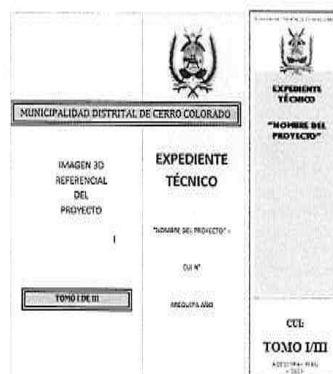 MUNICIPALIDAD DISTRITAL DE CERRO COLORADO
IMAGEN 3D
REFERENCIAL
DEL
PROYECTO
TOMO I DE III
EXPEDIENTE
TÉCNICO
"NOMBRE DEL PROYECTO"
CUI N°
AREQUIPA AÑO
EXPEDIENTE
TÉCNICO
"NOMBRE DEL
PROYECTO"
CUI:
TOMO I/III